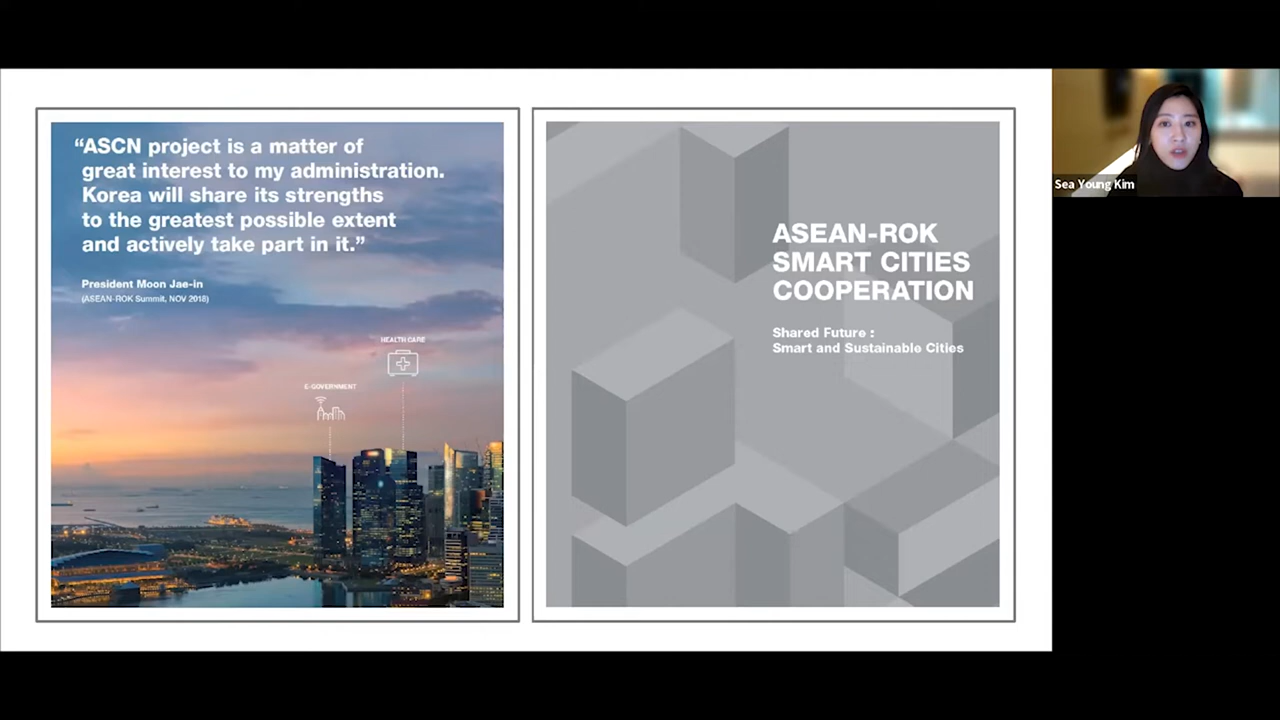 “ASCN project is a matter of
great interest to my administration.
Korea will share its strengths
to the greatest possible extent
and actively take part in it.”
President Moon Jae-in
(ASEAN-ROK Summit, NOV 2018)
HEALTH CARE
E-GOVERNMENT
ASEAN-ROK
SMART CITIES
COOPERATION
Shared Future :
Smart and Sustainable Cities
Sea Young Kim